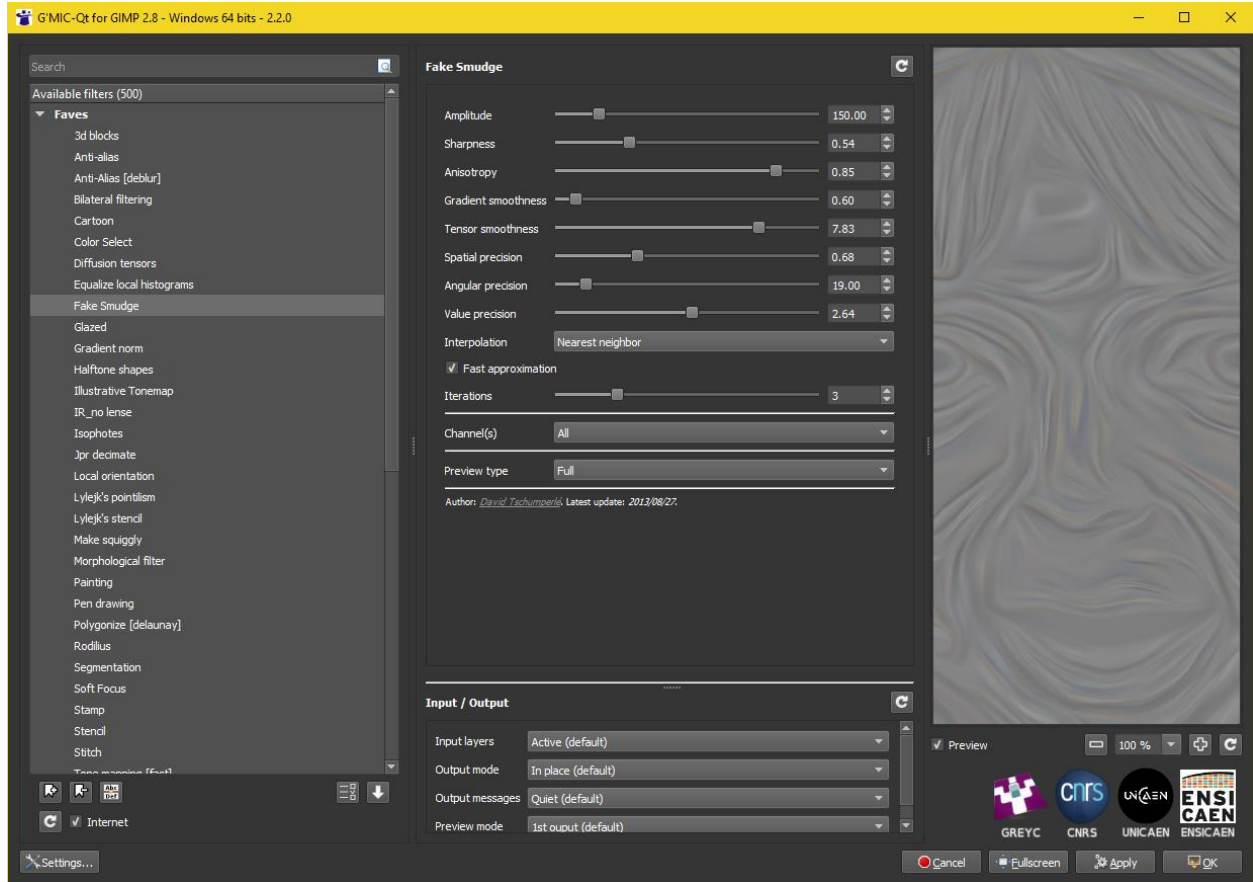 G'MIC-Qt for GIMP 2.8 - Windows 64 bits - 2.2.0
Search
Available filters (500)
Faves
3d blocks
Anti-alias
Anti-Alias [deblur]
Bilateral filtering
Cartoon
Color Select
Diffusion tensors
Equalize local histograms
Fake Smudge
Glazed
Gradient norm
Halftone shapes
Illustrative Tonemap
IR_no lense
Isophotes
Jpr decimate
Local orientation
Lylejk's pointilism
Lylejk's stencil
Make squiggly
Morphological filter
Painting
Pen drawing
Polygonize [delaunay]
Rodilius
Segmentation
Soft Focus
Stamp
Stencil
Stitch
Tone mapping [fast]
Abc
Def
Internet
Settings...
Fake Smudge
Amplitude 150.00
Sharpness 0.54
Anisotropy 0.85
Gradient smoothness 0.60
Tensor smoothness 7.83
Spatial precision 0.68
Angular precision 19.00
Value precision 2.64
Interpolation Nearest neighbor
Fast approximation
Iterations 3
Channel(s) All
Preview type Full
Author: David Tschumperlé. Latest update: 2013/08/27.
Input / Output
Input layers Active (default)
Output mode In place (default)
Output messages Quiet (default)
Preview mode 1st ouput (default)
Preview 100 %
cnrs
UNICAEN
ENSI
CAEN
GREYC CNRS UNICAEN ENSICAEN
Cancel Fullscreen Apply OK